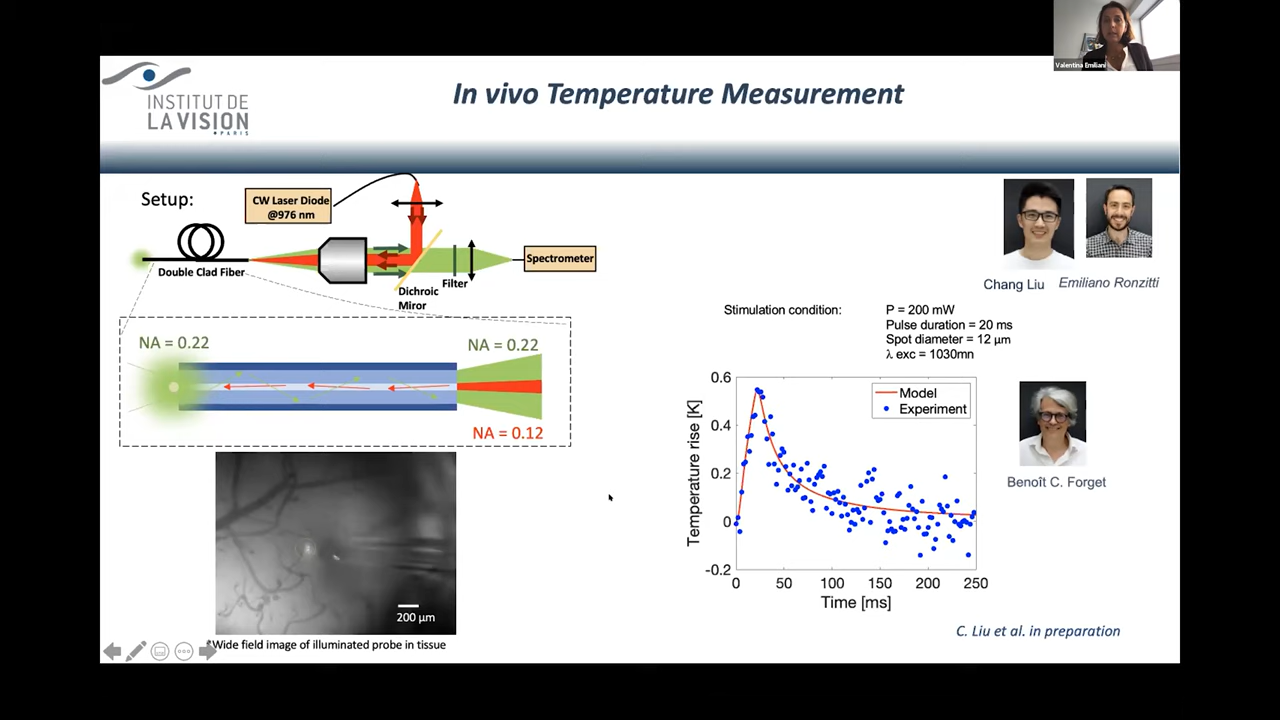 Valentina Emiliani
INSTITUT DE
LA VISION
PARIS
In vivo Temperature Measurement
Setup:
CW Laser Diode
@976 nm
Double Clad Fiber
Dichroic
Miror
Filter
Spectrometer
NA = 0.22
NA = 0.22
NA = 0.12
200 µm
*Wide field image of illuminated probe in tissue
Chang Liu
Emiliano Ronzitti
Stimulation condition:
P = 200 mW
Pulse duration = 20 ms
Spot diameter = 12 µm
λ exc = 1030mn
Temperature rise [K]
0.6
0.4
0.2
0
-0.2
Model
Experiment
0 50 100 150 200 250
Time [ms]
Benoît C. Forget
C. Liu et al. in preparation